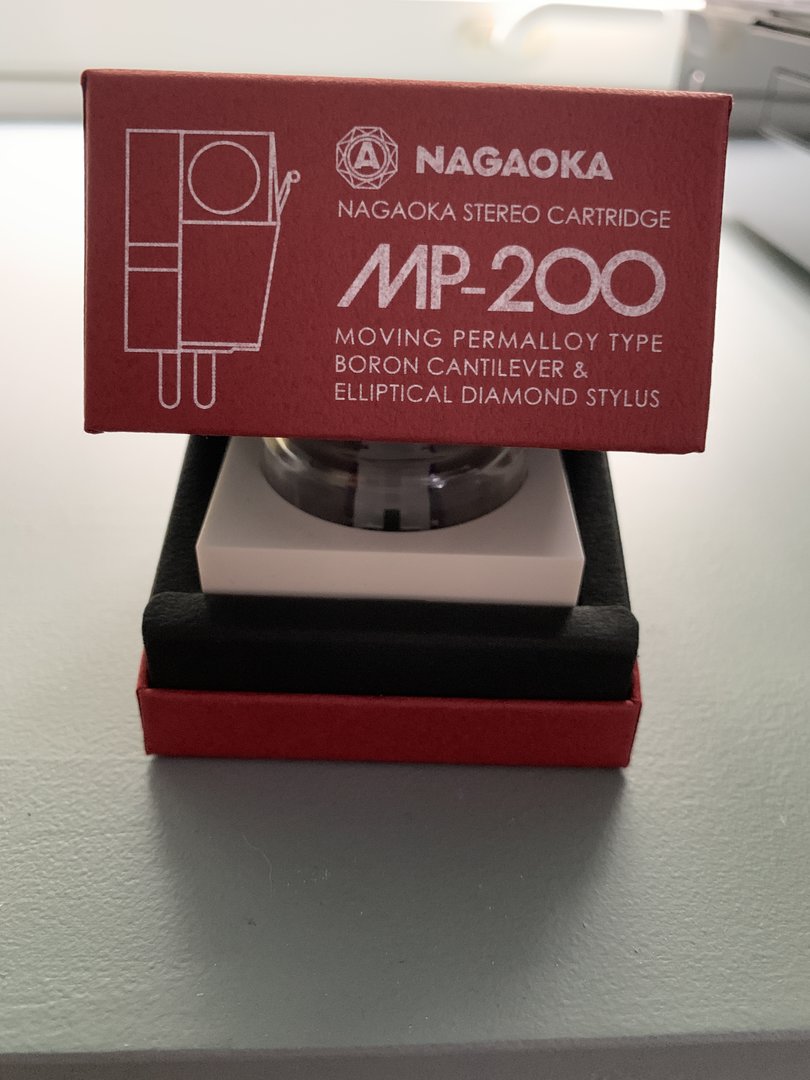 A NAGAOKA
NAGAOKA STEREO CARTRIDGE
MP-200
MOVING PERMALLOY TYPE
BORON CANTILEVER &
ELLIPTICAL DIAMOND STYLUS